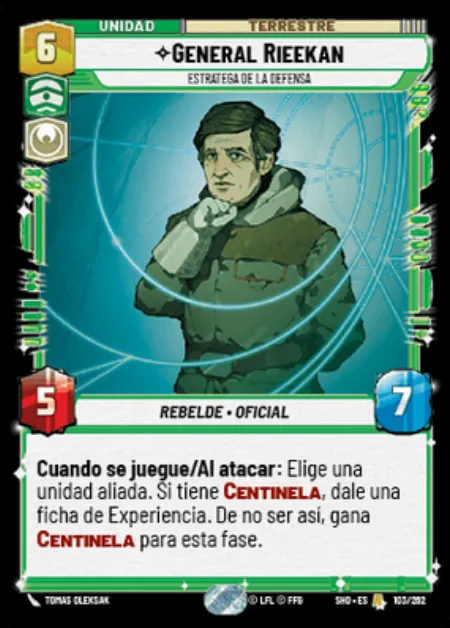 UNIDAD
TERRESTRE
6
GENERAL RIEEKAN
ESTRATEGA DE LA DEFENSA
5
REBELDE • OFICIAL
7
Cuando se juegue/Al atacar: Elige una
unidad aliada. Si tiene CENTINELA, dale una
ficha de Experiencia. De no ser así, gana
CENTINELA para esta fase.
TOMAS OLEKSAK
© LFL © FFG
SHD • ES
103/262